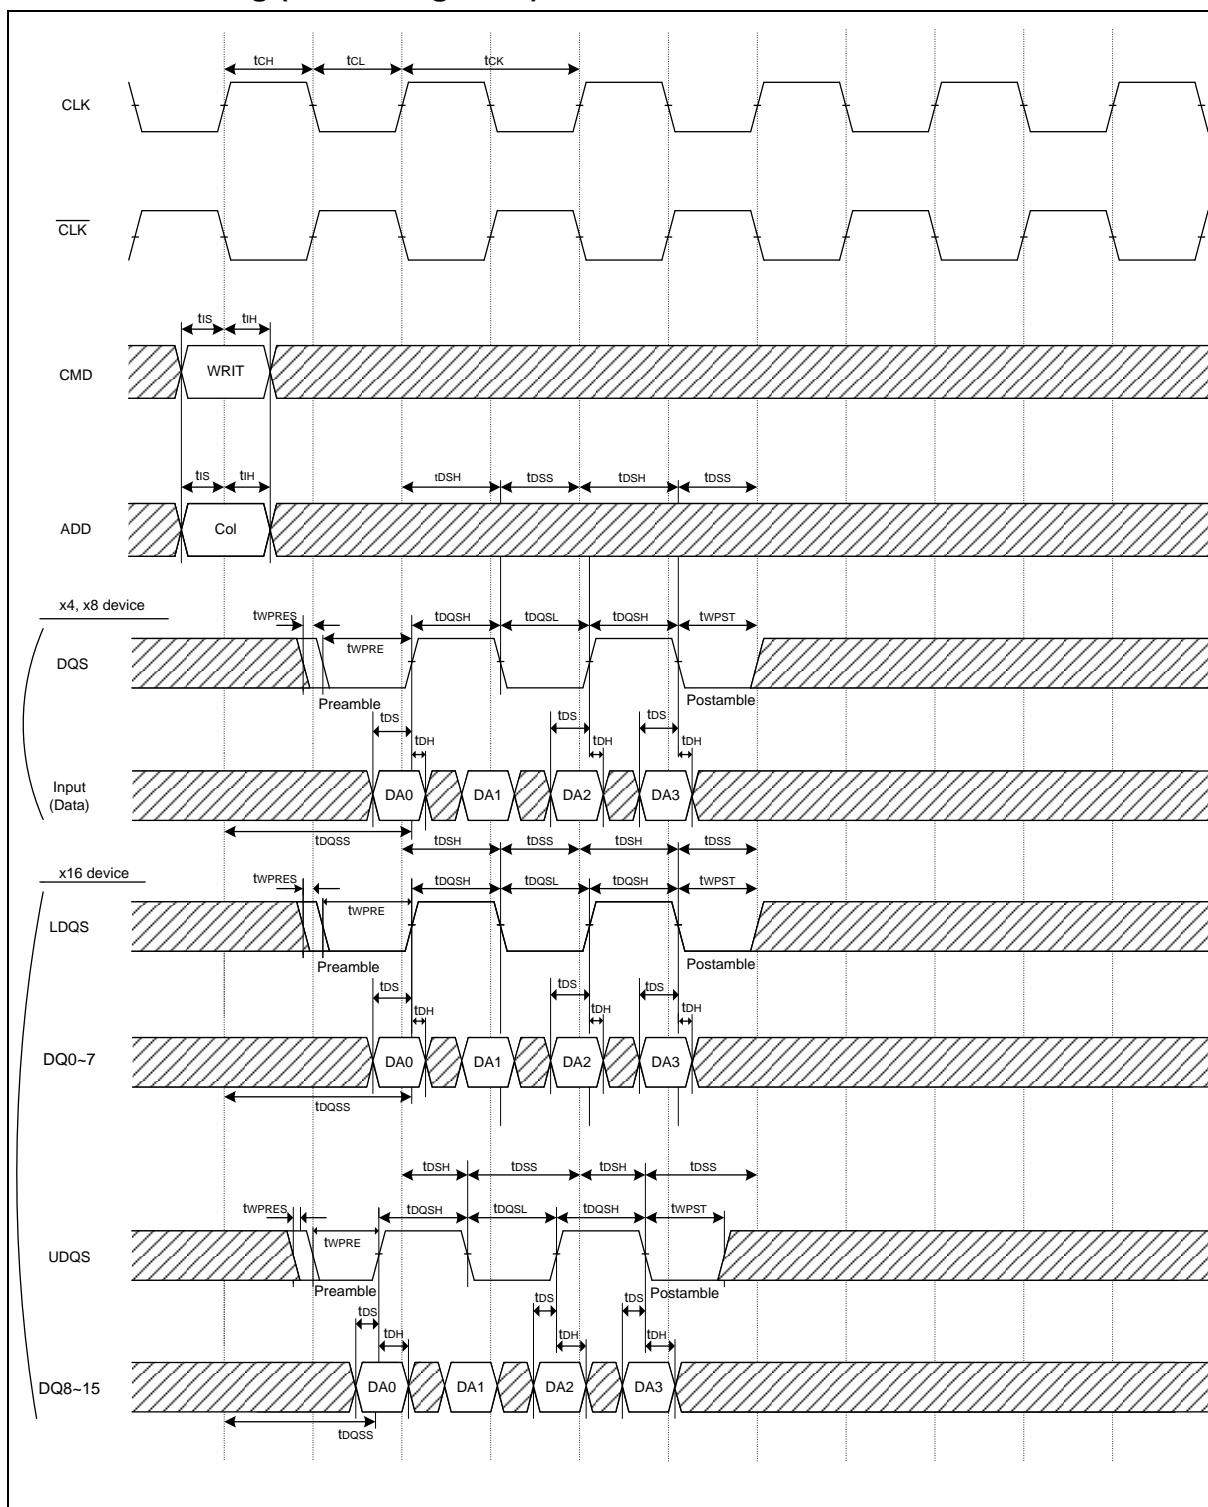 tCH tCL tCK
CLK
CLK
tIS tIH
CMD WRIT
tIS tIH tDSH tDSS tDSH tDSS
ADD Col
x4, x8 device
tWPRES tDQSH tDQSL tDQSH tWPST
tWPRE
DQS
Preamble Postamble
tDS tDS tDS
tDH tDH tDH
Input
(Data)
DA0 DA1 DA2 DA3
tDQSS
tDSH tDSS tDSH tDSS
x16 device
tWPRES tDQSH tDQSL tDQSH tWPST
tWPRE
LDQS
Preamble Postamble
tDS tDS tDS
tDH tDH tDH
DQ0~7 DA0 DA1 DA2 DA3
tDQSS
tDSH tDSS tDSH tDSS
tWPRES tDQSH tDQSL tDQSH tWPST
tWPRE
UDQS
Preamble Postamble
tDS tDS tDS
tDH tDH tDH
DQ8~15 DA0 DA1 DA2 DA3
tDQSS